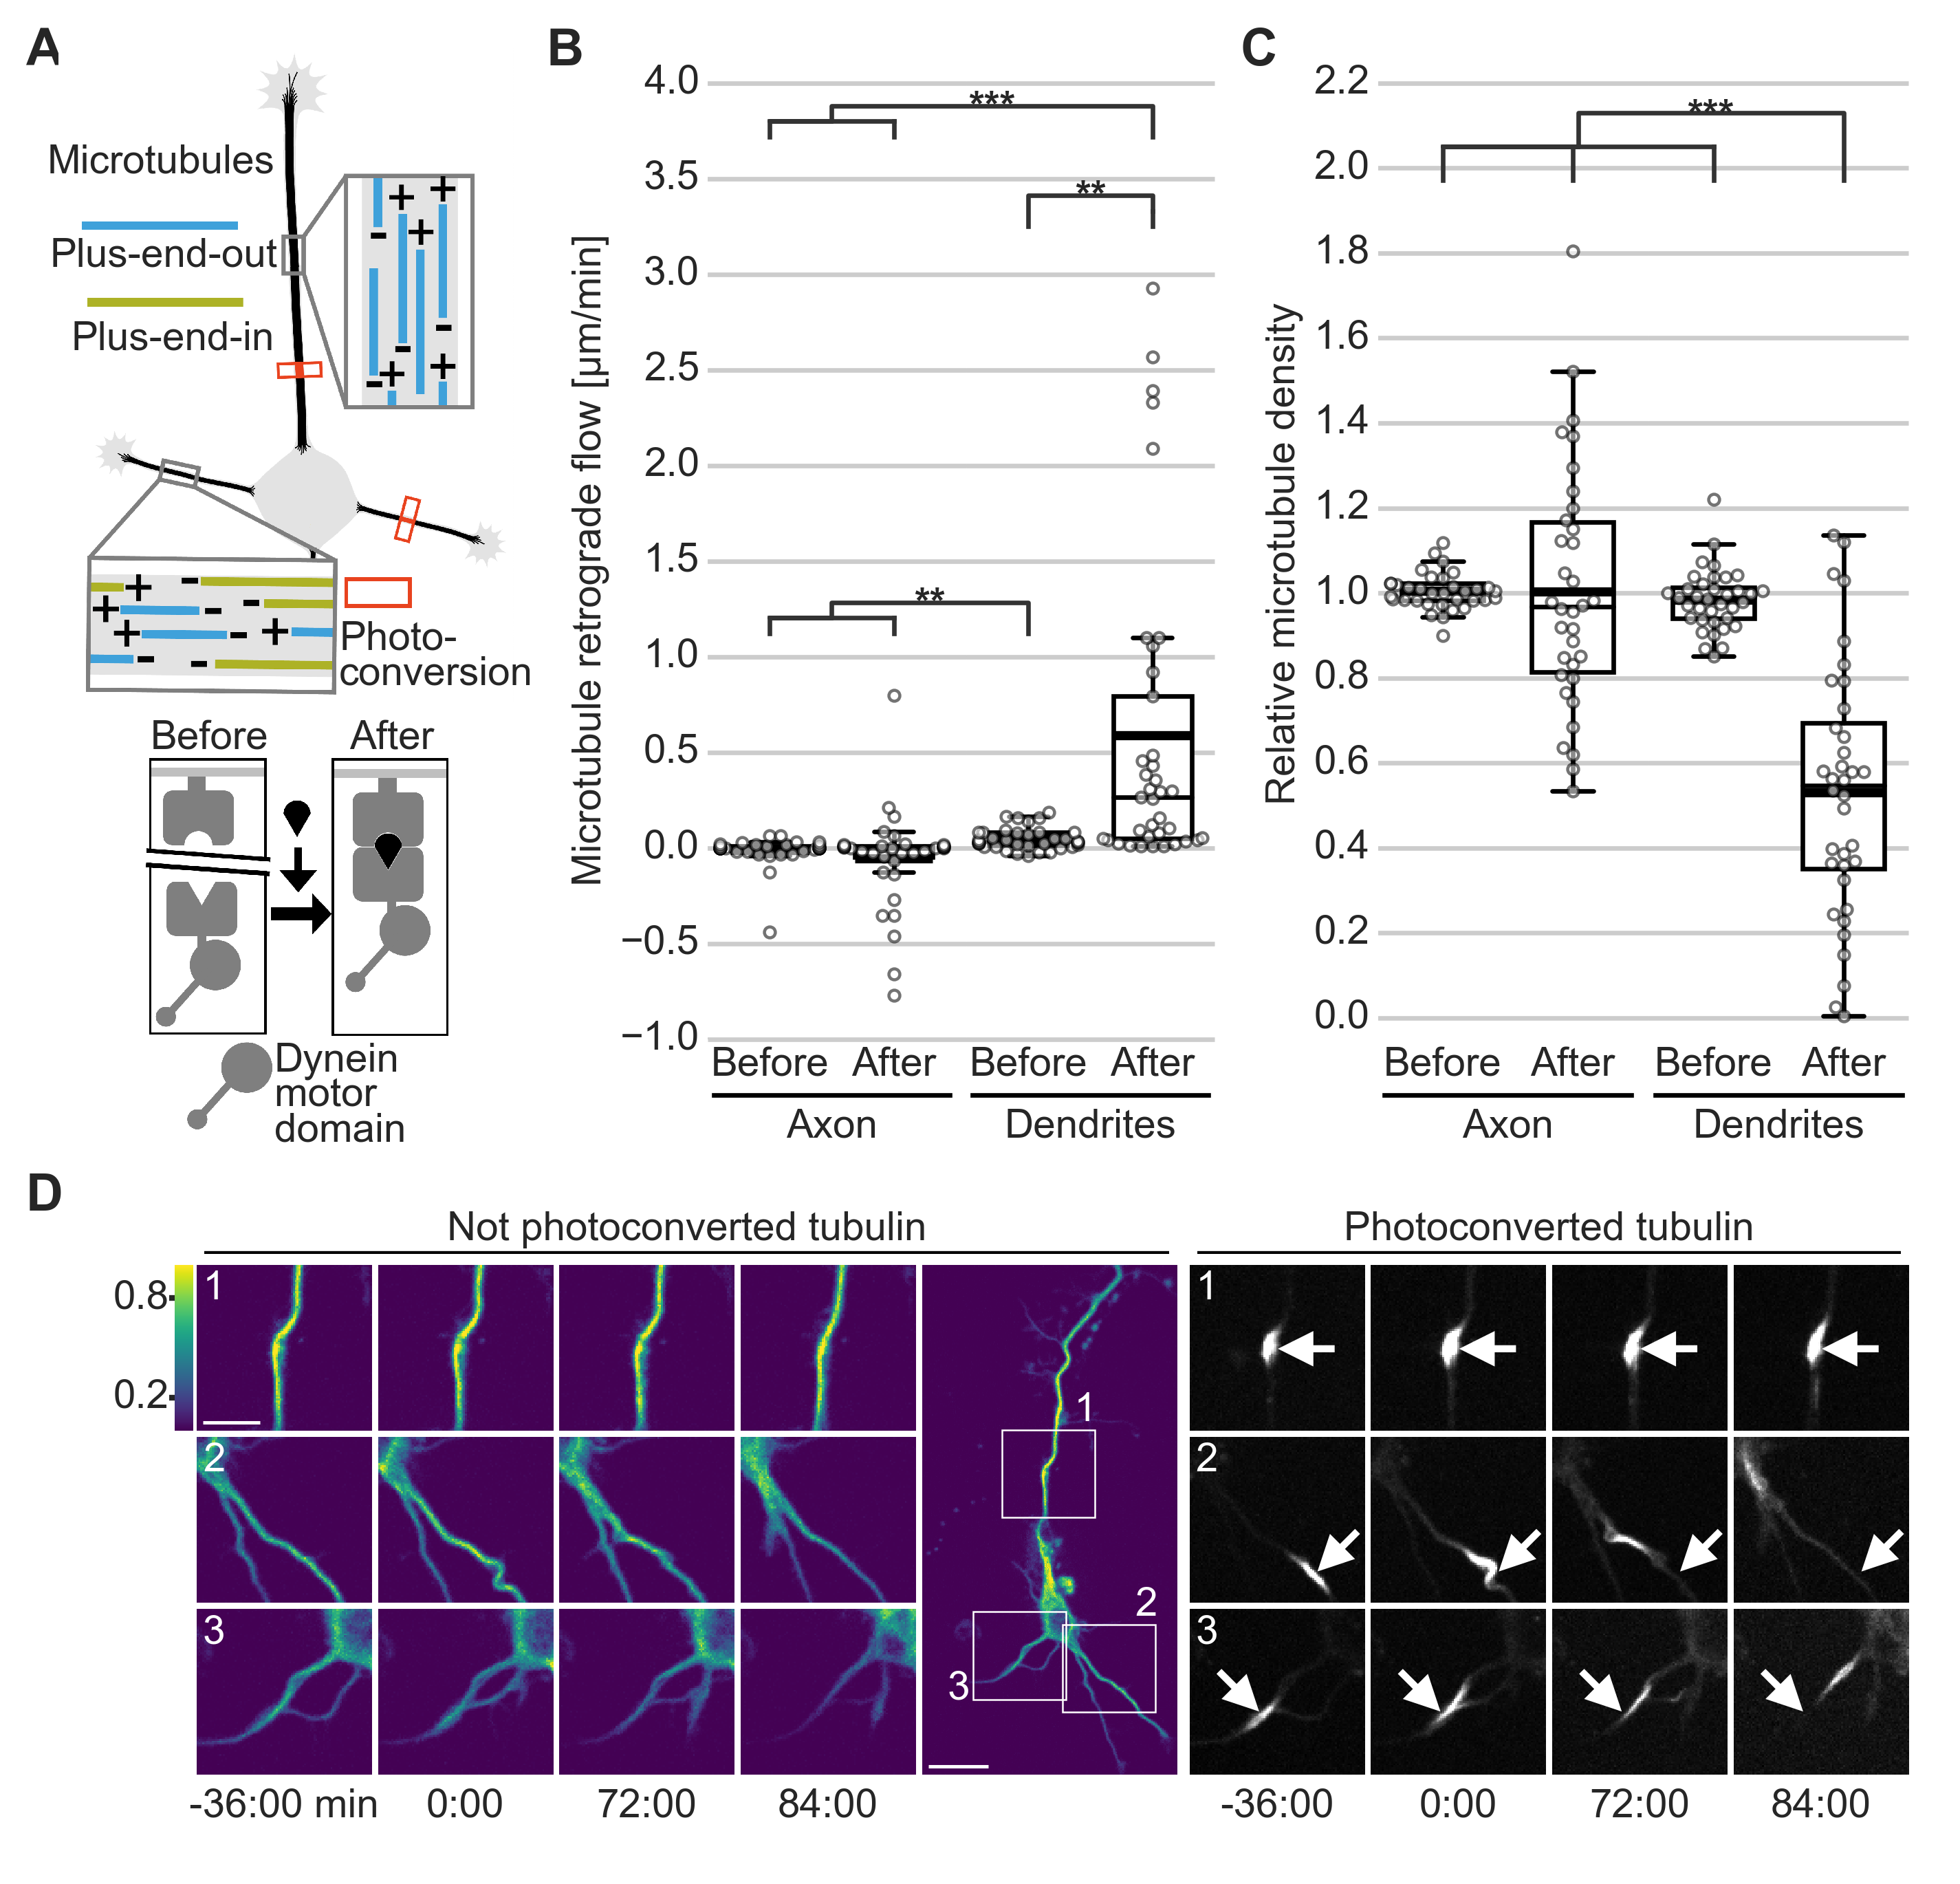 A
Microtubules
Plus-end-out
Plus-end-in
+
+
+
-
-
-
+
+
-
+
-
+
-
-
+
-
+
-
-
Photo-
conversion
Before
After
Dynein
motor
domain
B
Microtubule retrograde flow [µm/min]
4.0
3.5
3.0
2.5
2.0
1.5
1.0
0.5
0.0
−0.5
−1.0
***
**
**
Before
After
Before
After
Axon
Dendrites
C
Relative microtubule density
2.2
2.0
1.8
1.6
1.4
1.2
1.0
0.8
0.6
0.4
0.2
0.0
***
Before
After
Before
After
Axon
Dendrites
D
Not photoconverted tubulin
Photoconverted tubulin
0.8
0.2
1
2
3
1
2
3
1
2
3
-36:00 min
0:00
72:00
84:00
-36:00
0:00
72:00
84:00